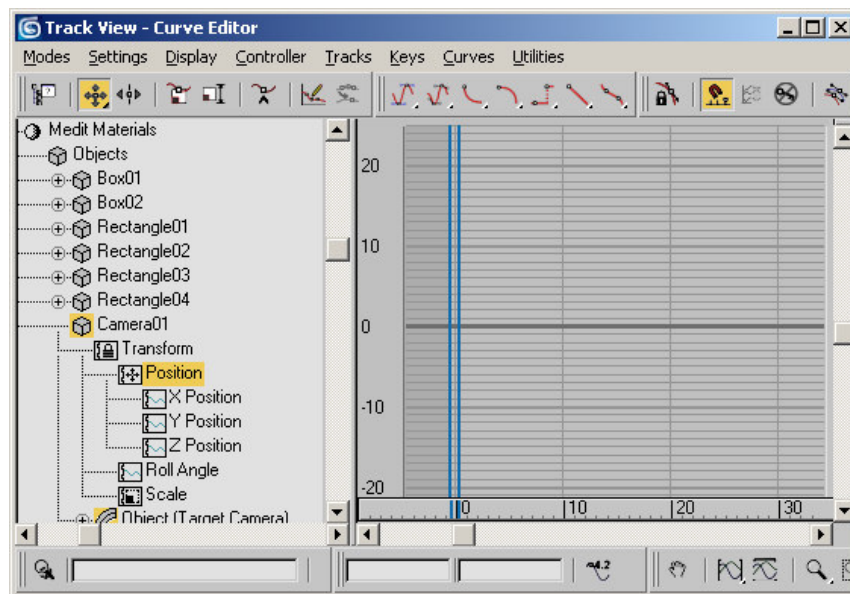 Track View - Curve Editor
Modes Settings Display Controller Tracks Keys Curves Utilities
Medit Materials
Objects
Box01
Box02
Rectangle01
Rectangle02
Rectangle03
Rectangle04
Camera01
Transform
Position
X Position
Y Position
Z Position
Roll Angle
Scale
Object (Target Camera)
20
10
0
-10
-20
0 10 20 30
4.2